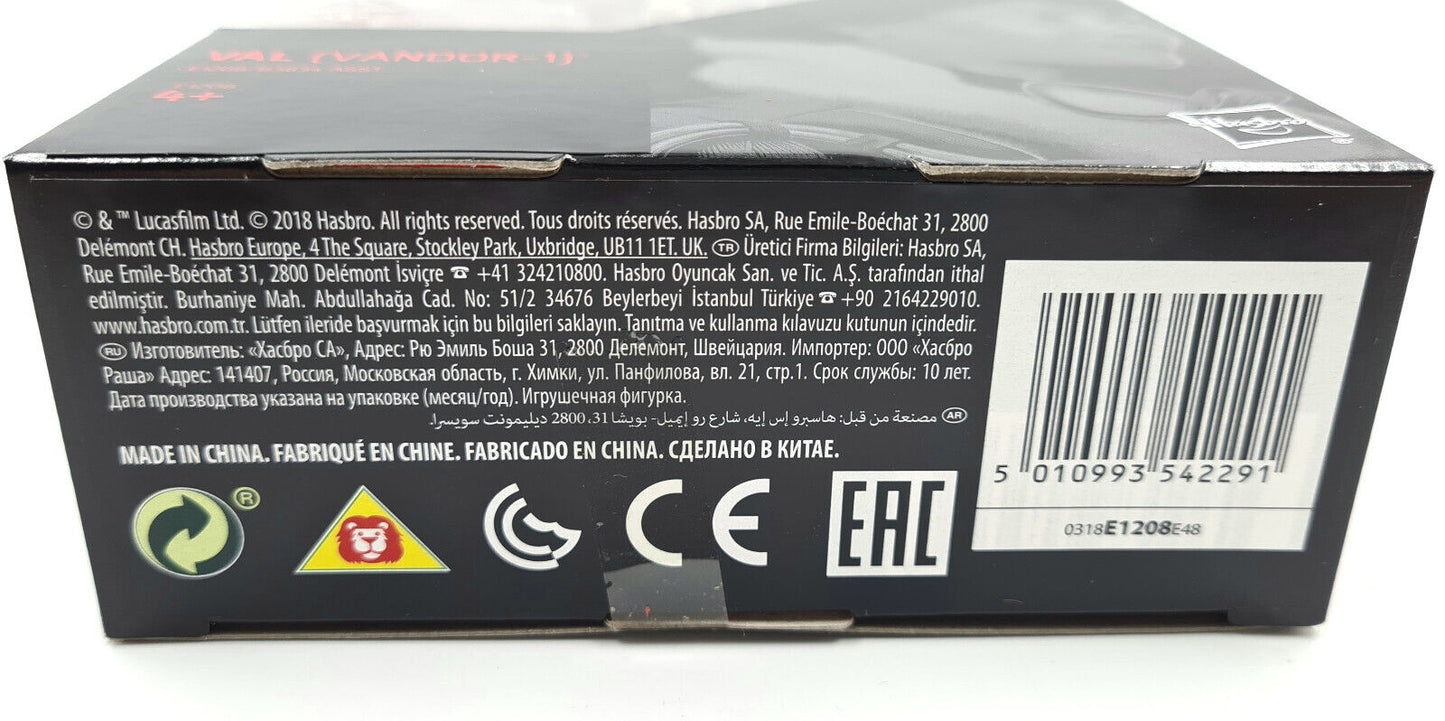 VAL (VANDOR-1)™
4+
Hasbro
®
© & ™ Lucasfilm Ltd. © 2018 Hasbro. All rights reserved. Tous droits réservés. Hasbro SA, Rue Emile-Boéchat 31, 2800
Delémont CH. Hasbro Europe, 4 The Square, Stockley Park, Uxbridge, UB11 1ET. UK. TR Üretici Firma Bilgileri: Hasbro SA,
Rue Emile-Boéchat 31, 2800 Delémont İsviçre ☎ +41 324210800. Hasbro Oyuncak San. ve Tic. A.Ş. tarafından ithal
edilmiştir. Burhaniye Mah. Abdullahağa Cad. No: 51/2 34676 Beylerbeyi İstanbul Türkiye ☎ +90 2164229010.
www.hasbro.com.tr. Lütfen ileride başvurmak için bu bilgileri saklayın. Tanıtma ve kullanma kılavuzu kutunun içindedir.
RU Изготовитель: «Хасбро СА», Адрес: Рю Эмиль Боша 31, 2800 Делемонт, Швейцария. Импортер: ООО «Хасбро
Раша» Адрес: 141407, Россия, Московская область, г. Химки, ул. Панфилова, вл. 21, стр.1. Срок службы: 10 лет.
Дата производства указана на упаковке (месяц/год). Игрушечная фигурка.
AR مصنعة من قبل: هاسبرو إس إيه، شارع رو إيميل- بويشا 31، 2800 ديليمونت سويسرا.
MADE IN CHINA. FABRIQUÉ EN CHINE. FABRICADO EN CHINA. СДЕЛАНО В КИТАЕ.
®
CE
EAC
5 010993 542291
0318E1208E48